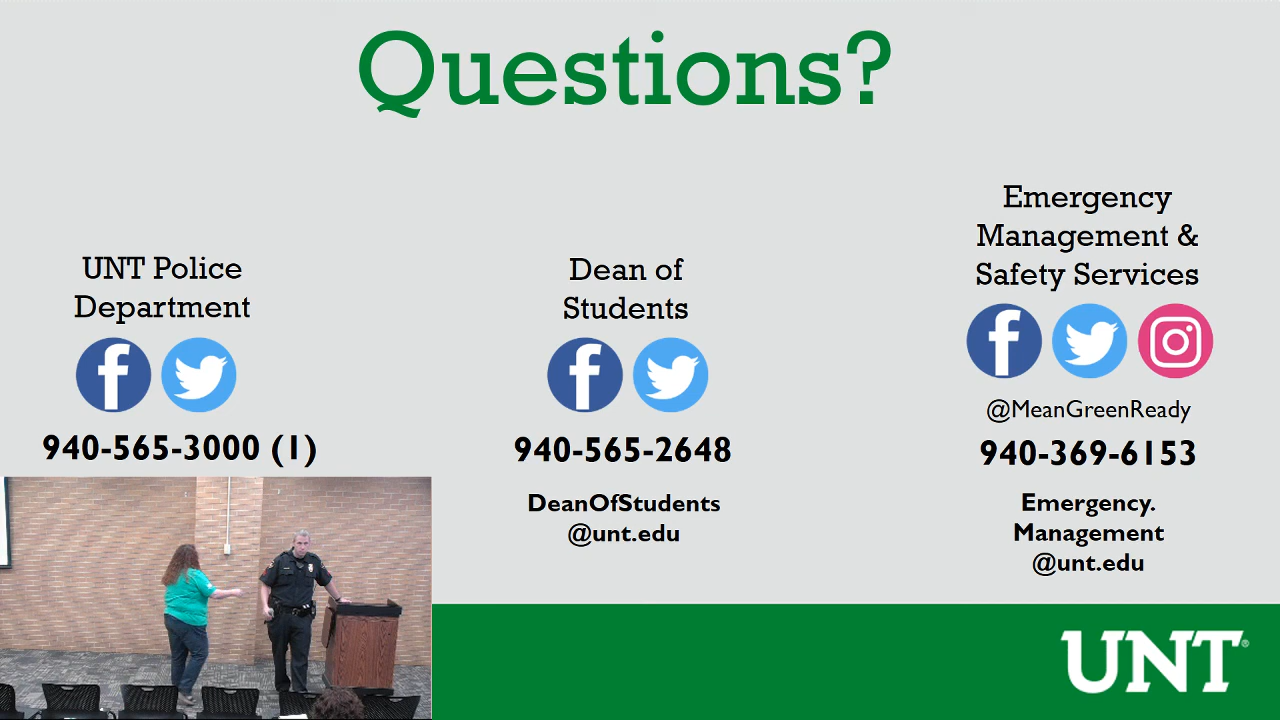 Questions?
UNT Police
Department
940-565-3000 (1)
Dean of
Students
940-565-2648
DeanOfStudents
@unt.edu
Emergency
Management &
Safety Services
@MeanGreenReady
940-369-6153
Emergency.
Management
@unt.edu
UNT®